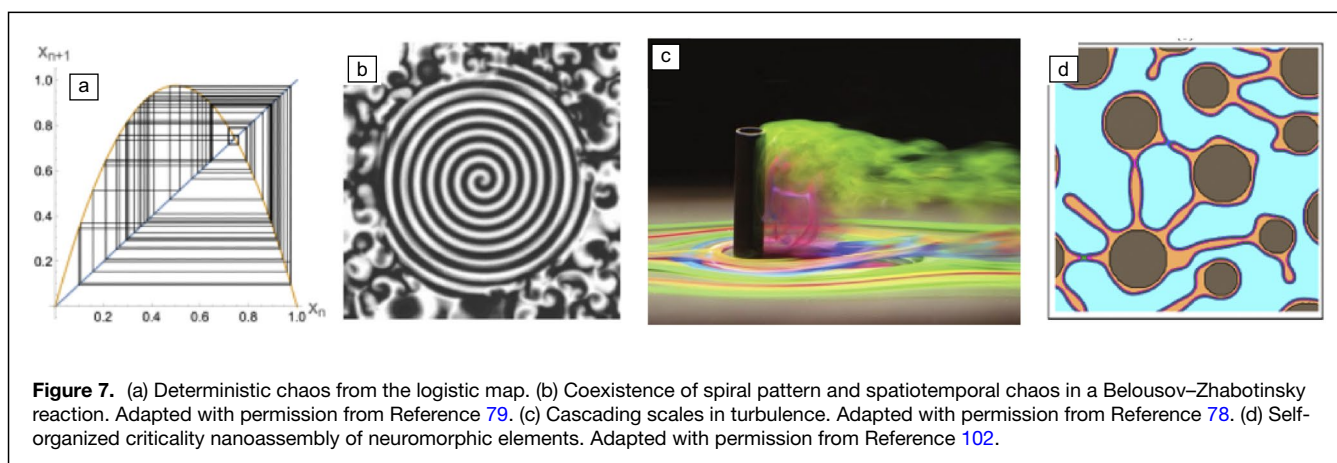 X n+1
a
1.0
0.8
0.6
0.4
0.2
0.2 0.4 0.6 0.8 1.0 X n
b
c
d
Figure 7. (a) Deterministic chaos from the logistic map. (b) Coexistence of spiral pattern and spatiotemporal chaos in a Belousov–Zhabotinsky
reaction. Adapted with permission from Reference 79. (c) Cascading scales in turbulence. Adapted with permission from Reference 78. (d) Self-
organized criticality nanoassembly of neuromorphic elements. Adapted with permission from Reference 102.